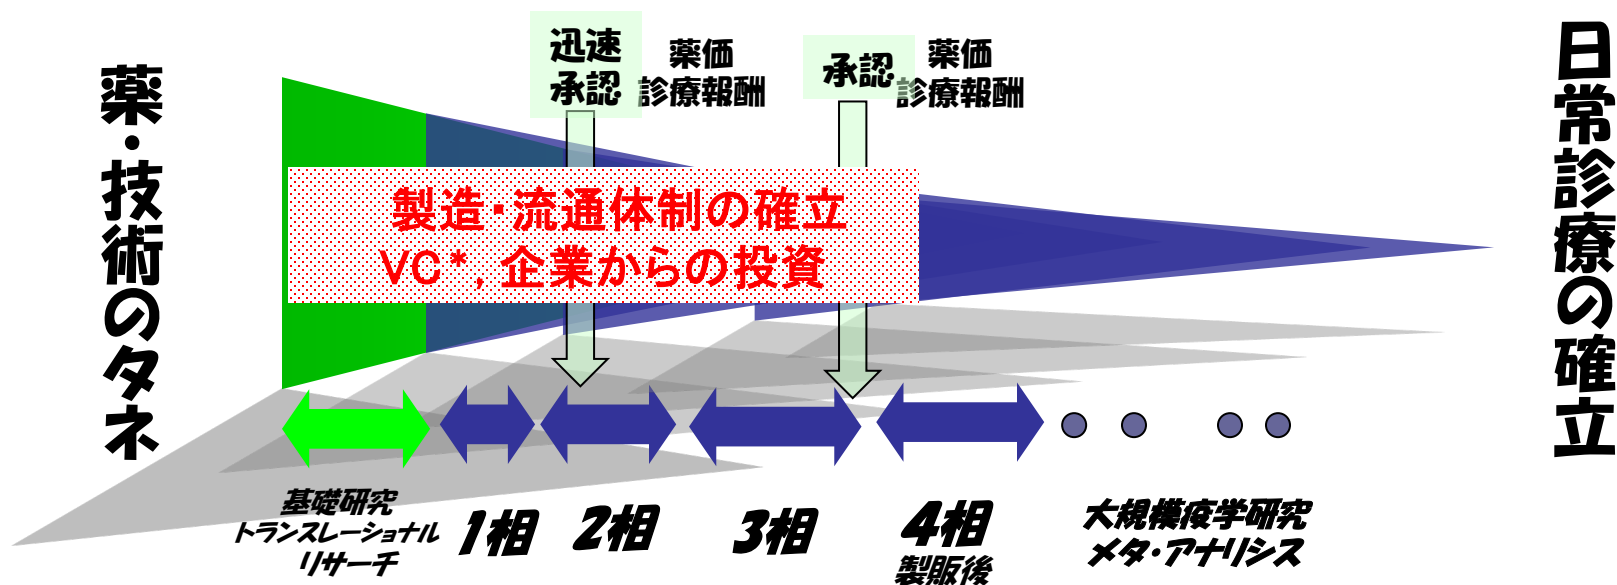 薬・技術のタネ
迅速
承認
薬価
診療報酬
承認
薬価
診療報酬
製造・流通体制の確立
VC*, 企業からの投資
基礎研究
トランスレーショナル
リサーチ
1相
2相
3相
4相
製販後
大規模疫学研究
メタ・アナリシス
日常診療の確立